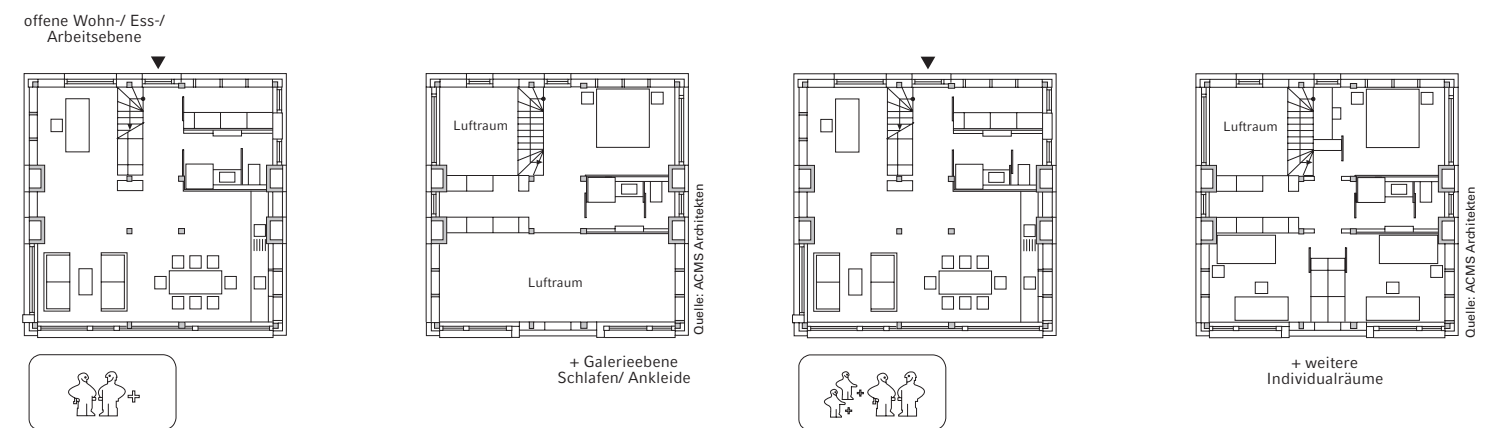 offene Wohn-/ Ess-/
Arbeitsebene
Luftraum
Luftraum
Quelle: ACMS Architekten
+ Galerieebene
Schlafen/ Ankleide
Luftraum
Quelle: ACMS Architekten
+ weitere
Individualräume